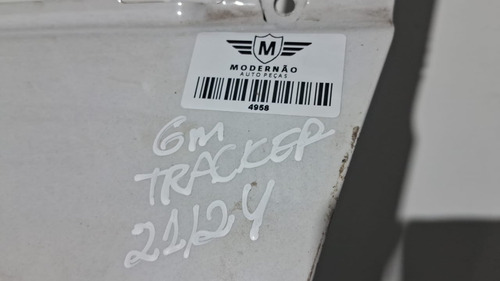 M
MODERNÃO
AUTO PEÇAS
4958
GM
TRACKER
21/24